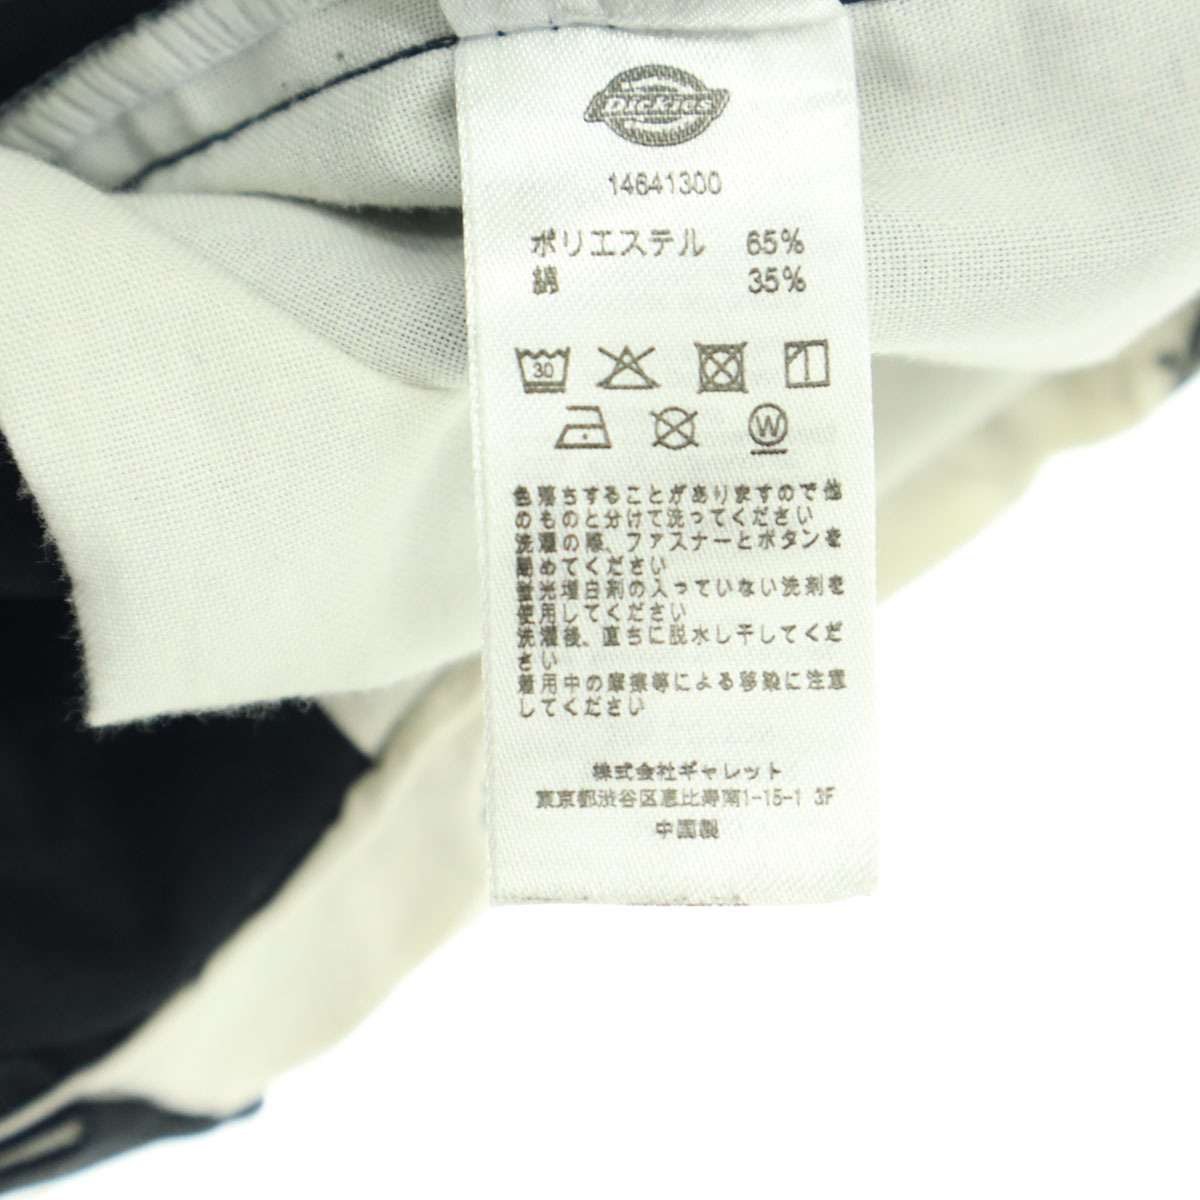 Dickies
14641300
ポリエステル 65%
綿 35%
30
W
色落ちすることがありますので他
のものと分けて洗ってください
洗濯の際、ファスナーとボタンを
閉めてください
蛍光増白剤の入っていない洗剤を
使用してください
洗濯後、直ちに脱水し干してくだ
さい
着用中の摩擦等による移染に注意
してください
株式会社ギャレット
東京都渋谷区恵比寿南1-15-1 3F
中国製